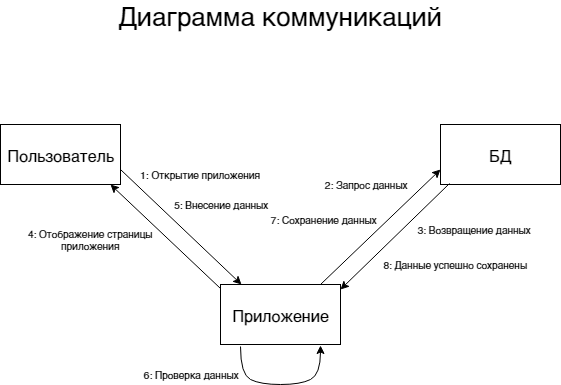 Диаграмма коммуникаций
Пользователь
БД
1: Открытие приложения
2: Запрос данных
5: Внесение данных
7: Сохранение данных
4: Отображение страницы
приложения
3: Возвращение данных
8: Данные успешно сохранены
Приложение
6: Проверка данных